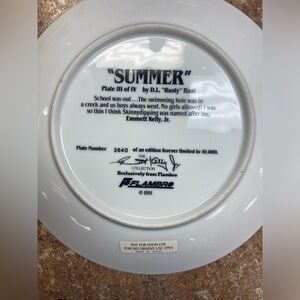 "SUMMER"
Plate III of IV by D.L. "Rusty" Rust
School was out...The swimming hole was in
a creek and us boys always went. No girls allowed! I was
so thin I think Skinnydipping was named after me.
Emmett Kelly, Jr.
Plate Number 3640 of an edition forever limited to 10,000.
Emmett Kelly Jr
COLLECTION
Exclusively from Flambro
FLAMBRO
© 1991
NOT FOR FOOD USE
FOR DECORATIVE USE ONLY